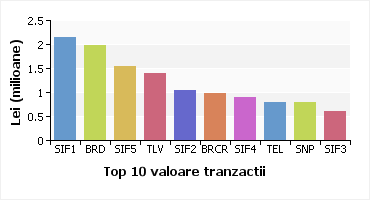 Lei (milioane)
2.5
2
1.5
1
0.5
0
SIF1 BRD SIF5 TLV SIF2 BRCR SIF4 TEL SNP SIF3
Top 10 valoare tranzactii